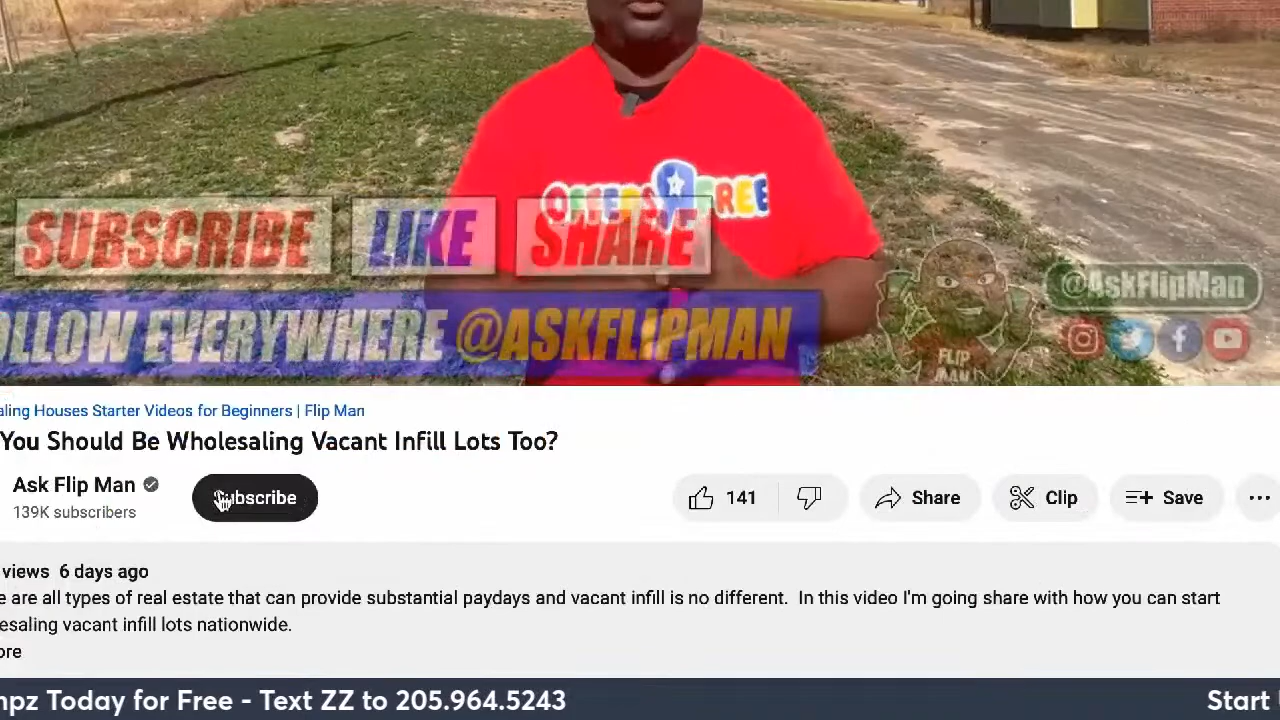 OFFERS FREE
SUBSCRIBE LIKE SHARE
@AskFlipMan
OLLOW EVERYWHERE @ASKFLIPMAN
FLIP
MAN
aling Houses Starter Videos for Beginners | Flip Man
You Should Be Wholesaling Vacant Infill Lots Too?
Ask Flip Man
Subscribe
139K subscribers
141
Share
Clip
Save
views 6 days ago
e are all types of real estate that can provide substantial paydays and vacant infill is no different. In this video I'm going share with how you can start
esaling vacant infill lots nationwide.
ore
mpz Today for Free - Text ZZ to 205.964.5243
Start